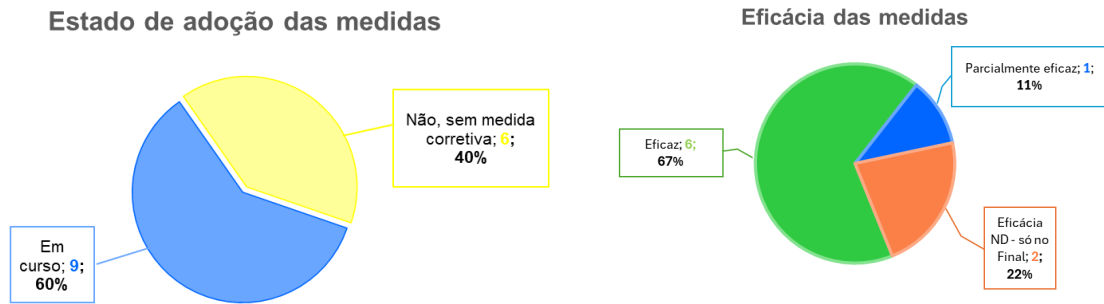 Estado de adoção das medidas
Não, sem medida
corretiva; 6;
40%
Em
curso; 9;
60%
Eficácia das medidas
Parcialmente eficaz; 1;
11%
Eficaz; 6;
67%
Eficácia
ND - só no
Final; 2;
22%